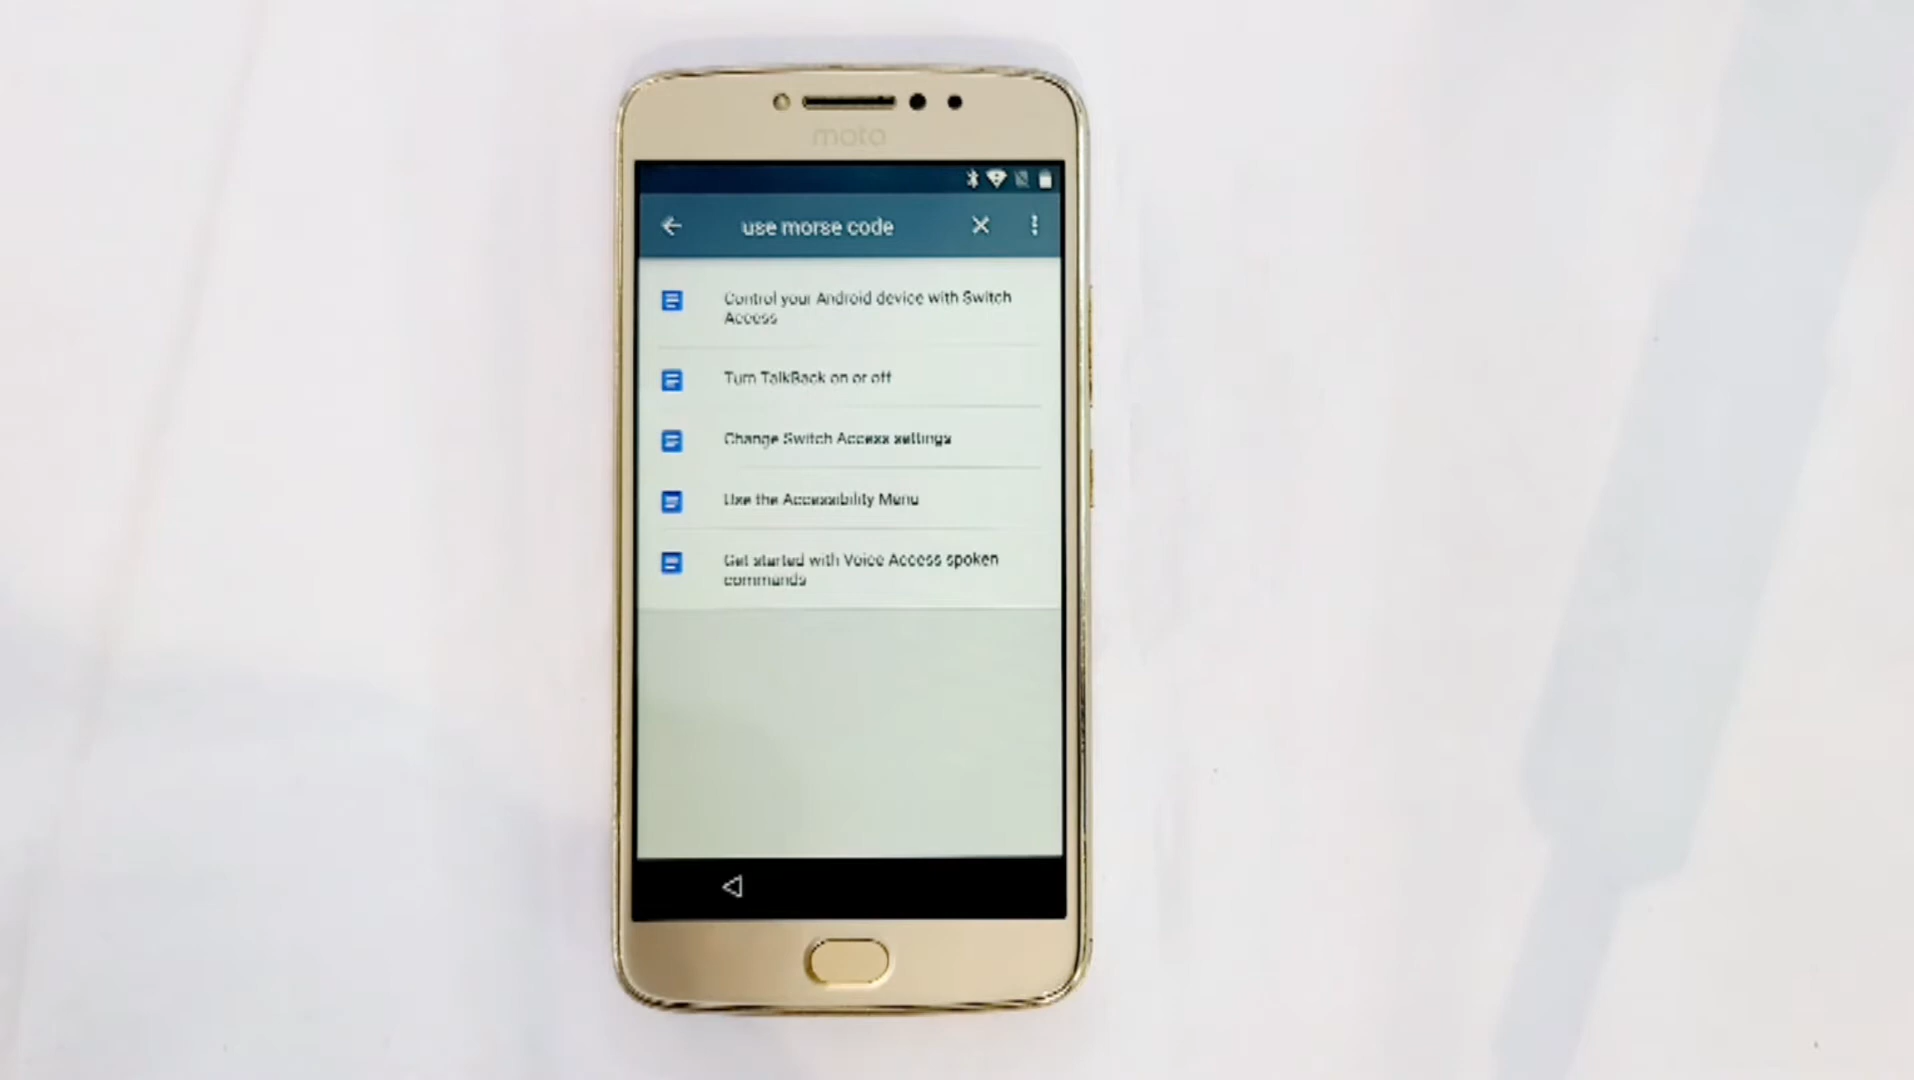 moto
use morse code
Control your Android device with Switch
Access
Turn TalkBack on or off
Change Switch Access settings
Use the Accessibility Menu
Get started with Voice Access spoken
commands